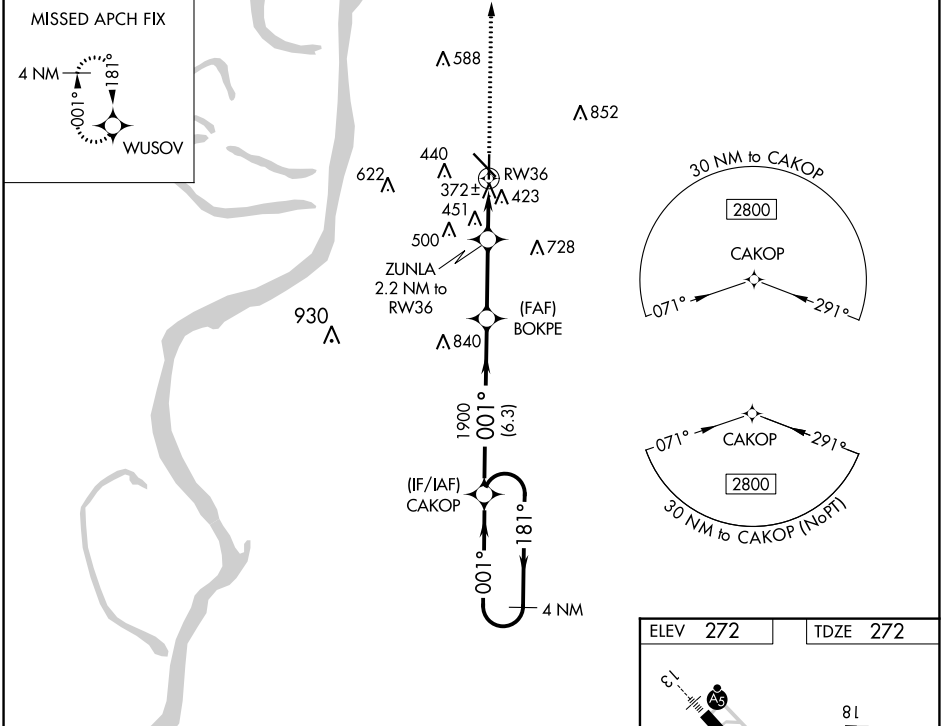 MISSED APCH FIX
4 NM
181°
001°
WUSOV
588
852
440
622
RW36
372±
423
451
500
728
ZUNLA
2.2 NM to
RW36
(FAF)
BOKPE
930
840
1900
001°
(6.3)
(IF/IAF)
CAKOP
181°
001°
4 NM
30 NM to CAKOP
2800
CAKOP
071°
291°
071°
291°
CAKOP
2800
30 NM to CAKOP (NoPT)
ELEV 272
TDZE 272
13
A5
18